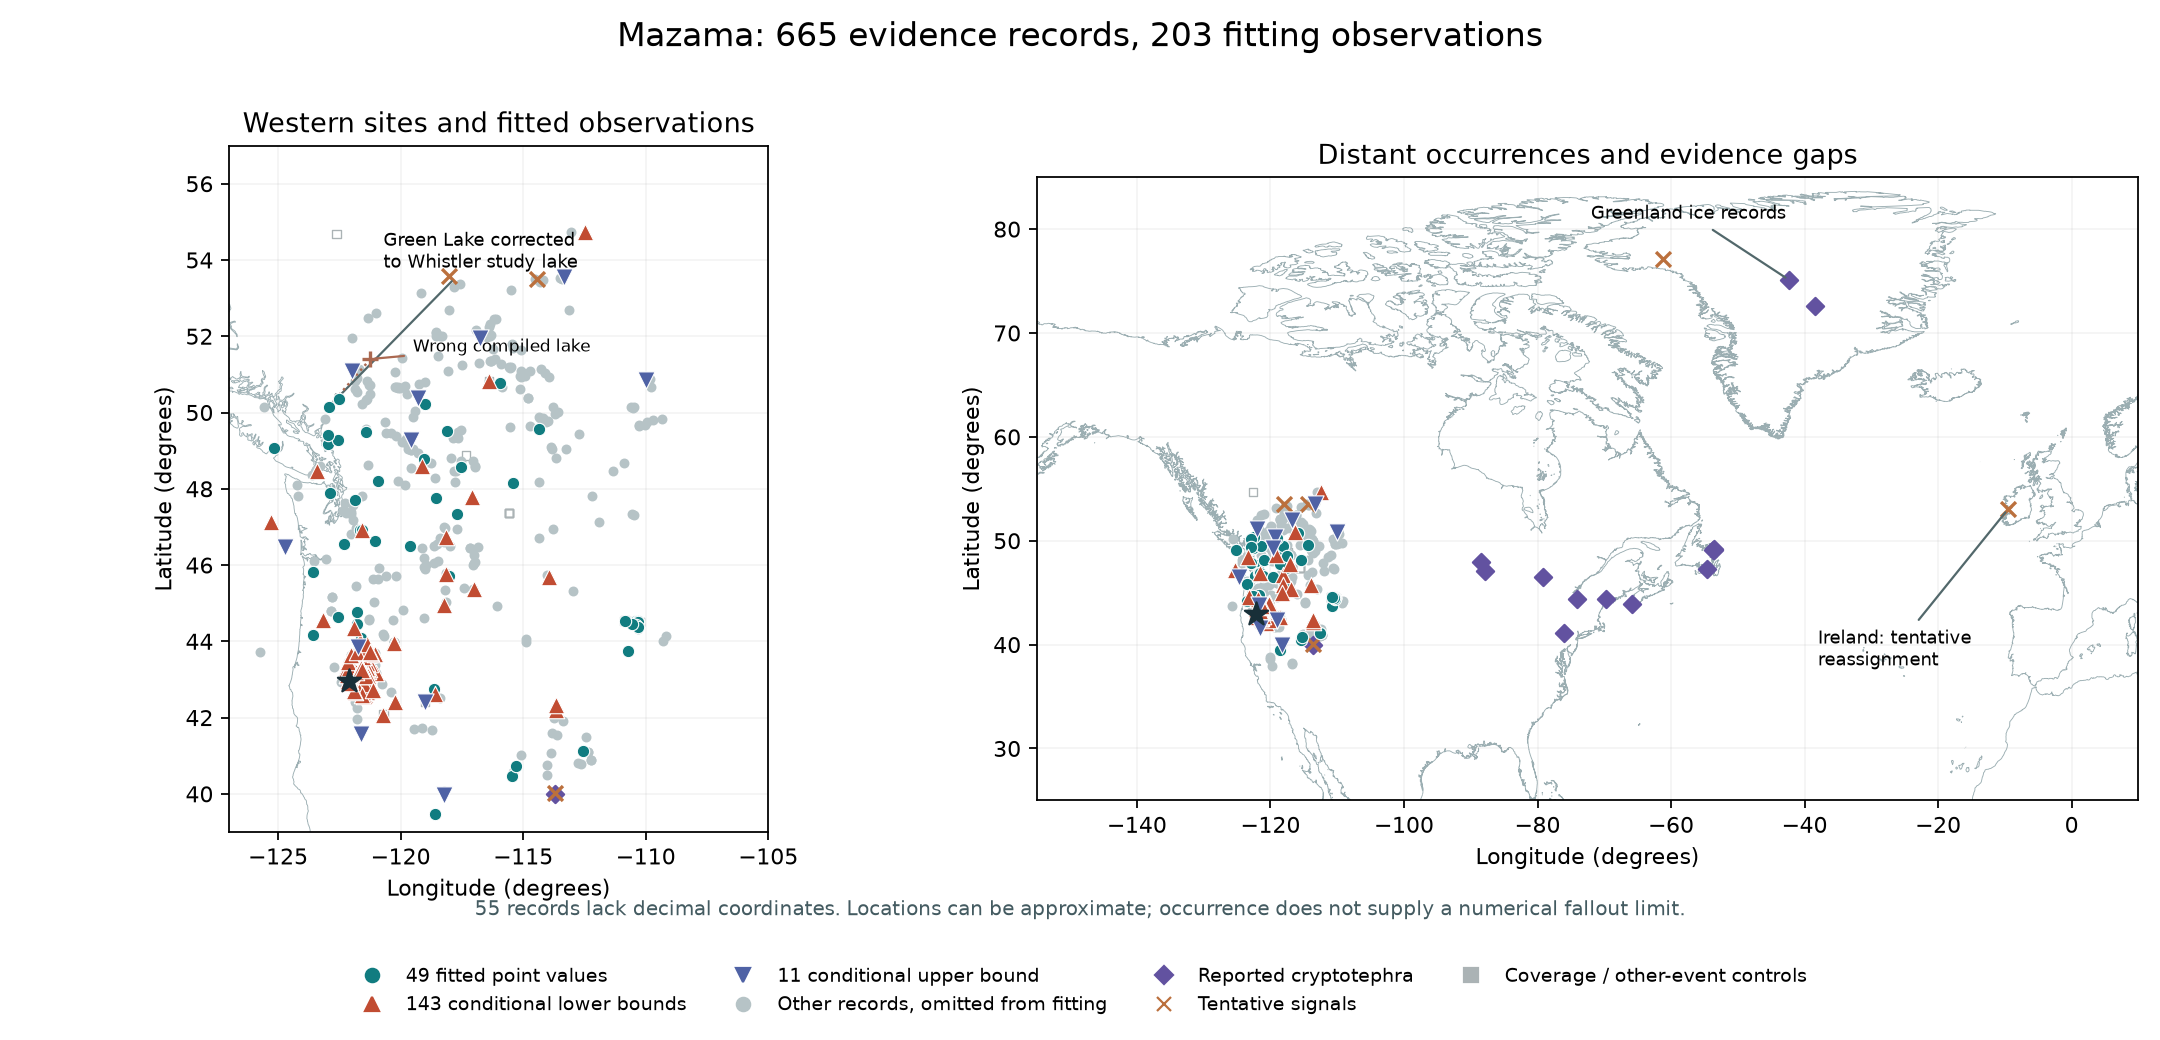 Mazama: 665 evidence records, 203 fitting observations
Western sites and fitted observations
56
54
52
50
48
46
44
42
40
Latitude (degrees)
Green Lake corrected
to Whistler study lake
Wrong compiled lake
−125
−120
−115
−110
−105
Longitude (degrees)
Distant occurrences and evidence gaps
80
70
60
50
40
30
Latitude (degrees)
Greenland ice records
Ireland: tentative
reassignment
−140
−120
−100
−80
−60
−40
−20
0
Longitude (degrees)
55 records lack decimal coordinates. Locations can be approximate; occurrence does not supply a numerical fallout limit.
49 fitted point values
143 conditional lower bounds
11 conditional upper bound
Other records, omitted from fitting
Reported cryptotephra
Tentative signals
Coverage / other-event controls